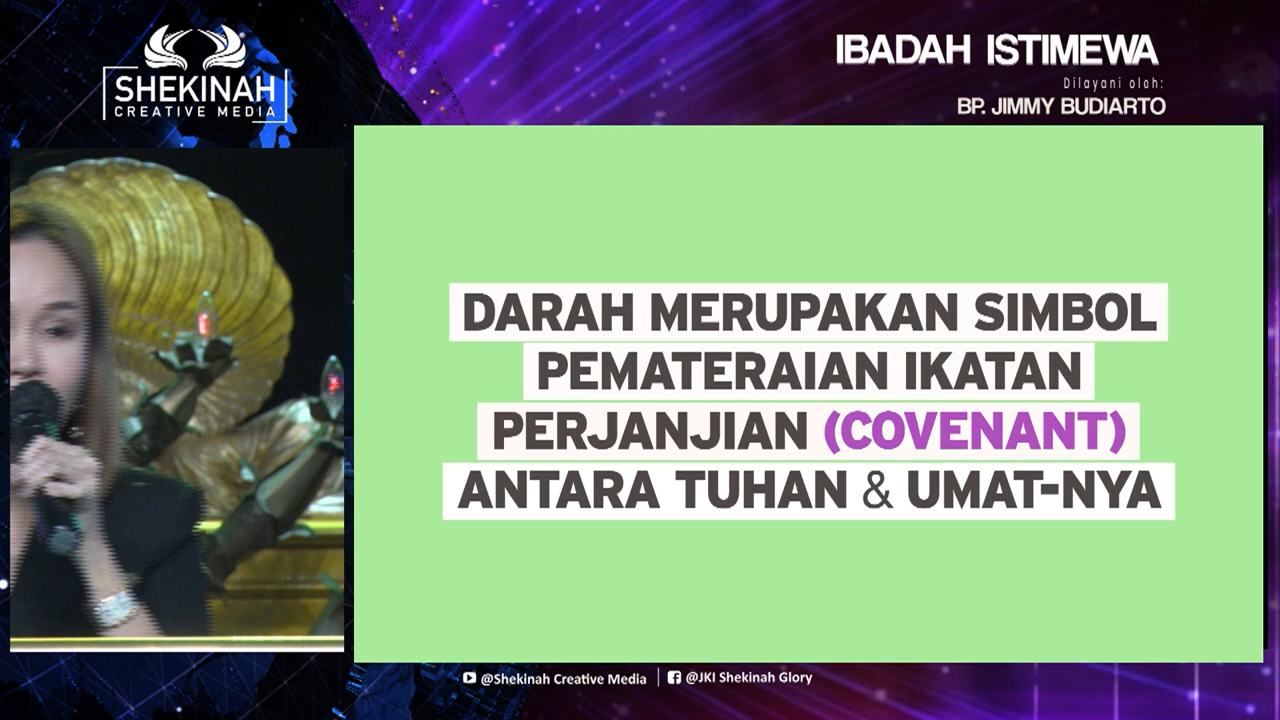 SHEKINAH
CREATIVE MEDIA
IBADAH ISTIMEWA
Dilayani oleh:
BP. JIMMY BUDIARTO
DARAH MERUPAKAN SIMBOL
PEMATERAIAN IKATAN
PERJANJIAN (COVENANT)
ANTARA TUHAN & UMAT-NYA
@Shekinah Creative Media
@JKI Shekinah Glory